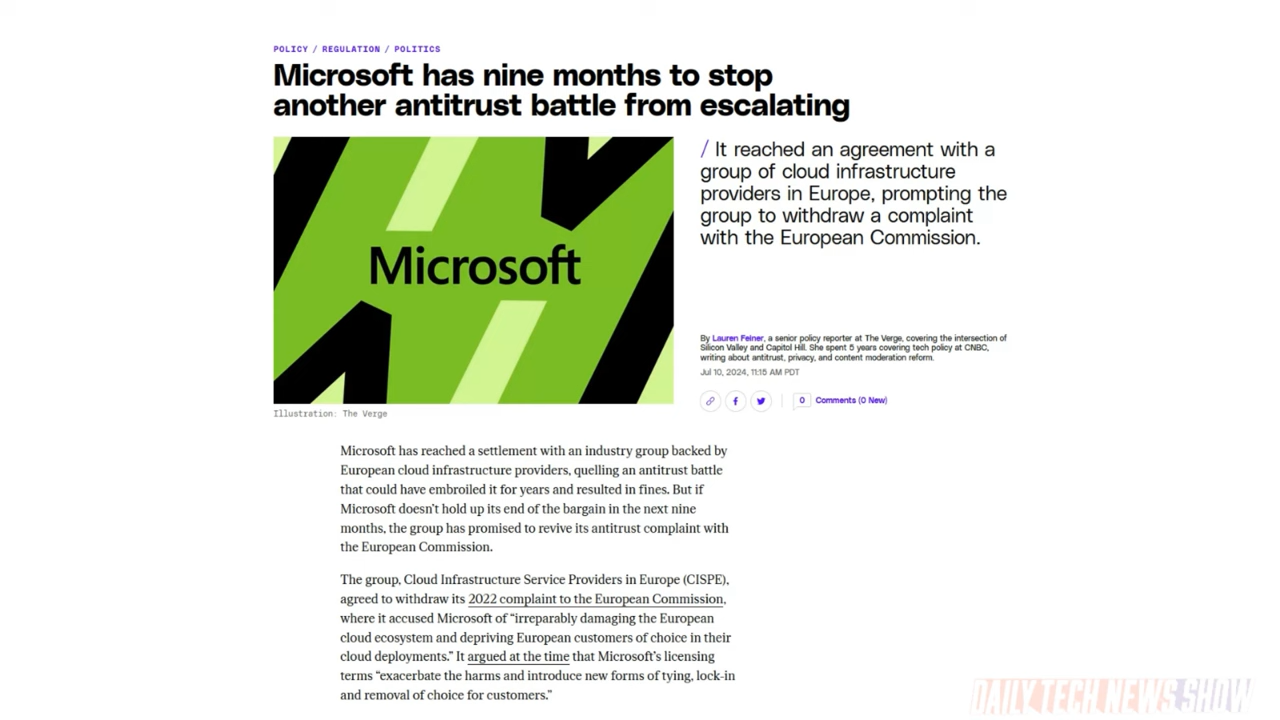 POLICY / REGULATION / POLITICS
Microsoft has nine months to stop
another antitrust battle from escalating
Microsoft
/ It reached an agreement with a
group of cloud infrastructure
providers in Europe, prompting the
group to withdraw a complaint
with the European Commission.
By Lauren Feiner, a senior policy reporter at The Verge, covering the intersection of
Silicon Valley and Capitol Hill. She spent 5 years covering tech policy at CNBC,
writing about antitrust, privacy, and content moderation reform.
Jul 10, 2024, 11:15 AM PDT
0 Comments (0 New)
Illustration: The Verge
Microsoft has reached a settlement with an industry group backed by
European cloud infrastructure providers, quelling an antitrust battle
that could have embroiled it for years and resulted in fines. But if
Microsoft doesn’t hold up its end of the bargain in the next nine
months, the group has promised to revive its antitrust complaint with
the European Commission.
The group, Cloud Infrastructure Service Providers in Europe (CISPE),
agreed to withdraw its 2022 complaint to the European Commission,
where it accused Microsoft of “irreparably damaging the European
cloud ecosystem and depriving European customers of choice in their
cloud deployments.” It argued at the time that Microsoft’s licensing
terms “exacerbate the harms and introduce new forms of tying, lock-in
and removal of choice for customers.”
DAILY TECH NEWS SHOW